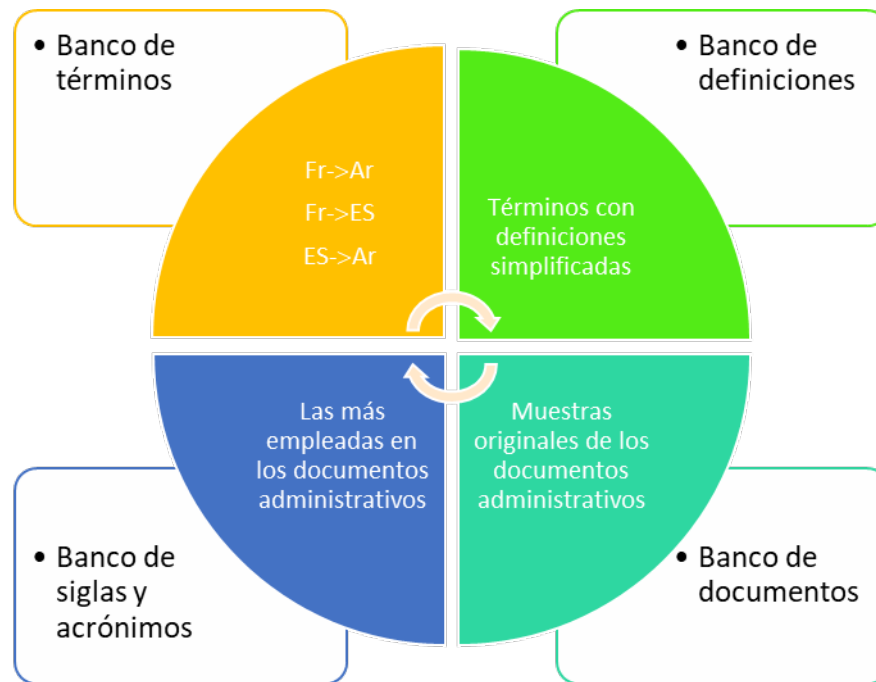 • Banco de
términos
• Banco de
definiciones
Fr->Ar
Fr->ES
ES->Ar
Términos con
definiciones
simplificadas
Las más
empleadas en
los documentos
administrativos
Muestras
originales de los
documentos
administrativos
• Banco de
siglas y
acrónimos
• Banco de
documentos